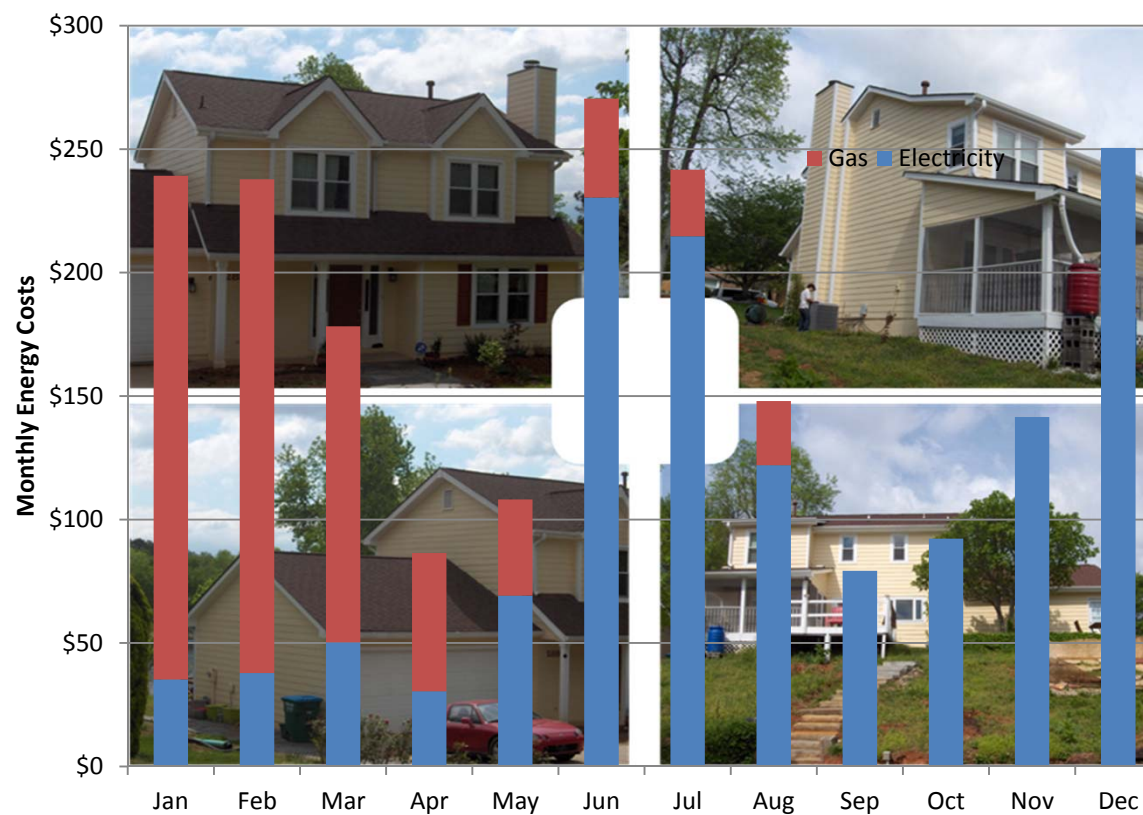 $300
$250
$200
$150
$100
$50
$0
Monthly Energy Costs
Gas Electricity
Jan Feb Mar Apr May Jun Jul Aug Sep Oct Nov Dec